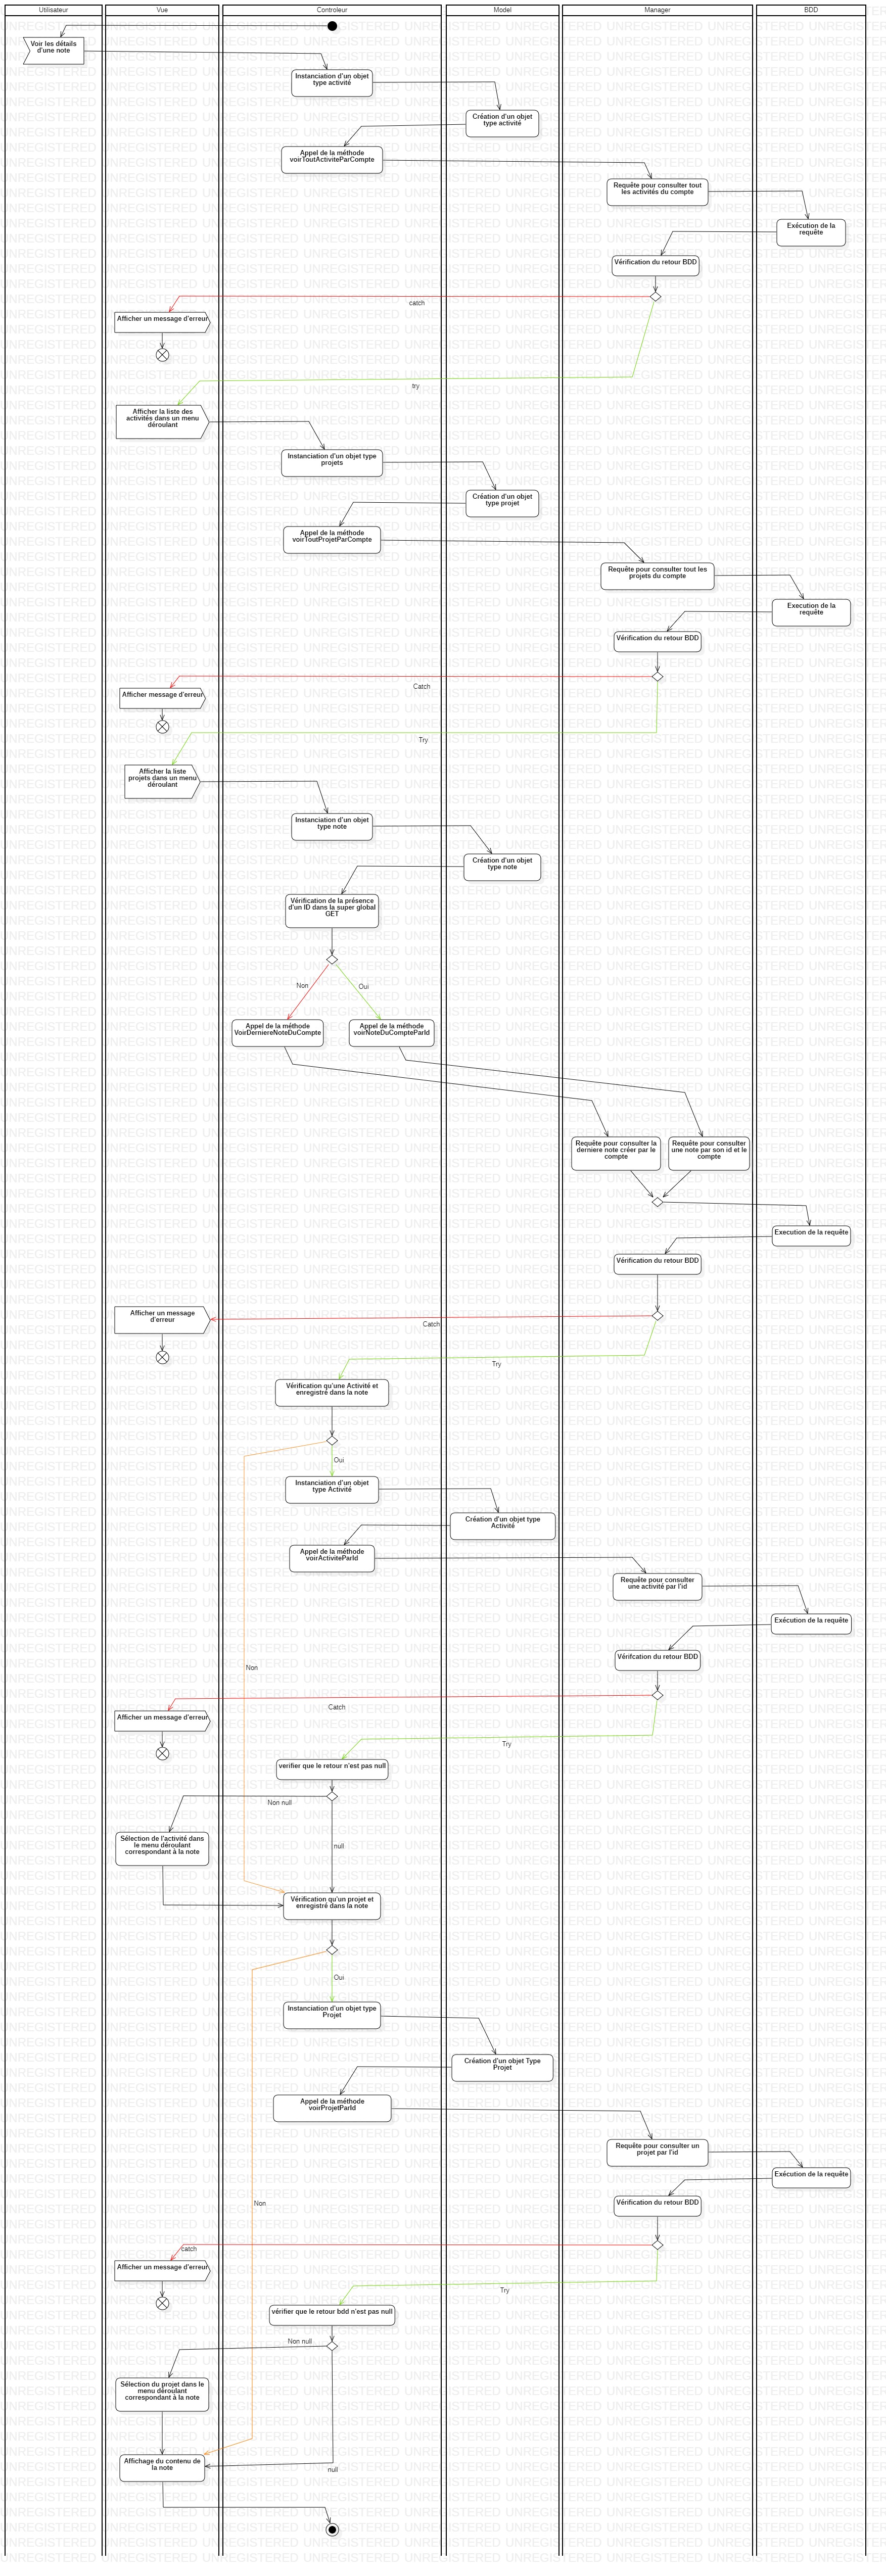 Utilisateur
Vue
Controleur
Model
Manager
BDD
Voir les détails
d'une note
Instanciation d'un objet
type activité
Création d'un objet
type activité
Appel de la méthode
voirToutActiviteParCompte
Requête pour consulter tout
les activités du compte
Exécution de la
requête
Vérification du retour BDD
catch
Afficher un message d'erreur
try
Afficher la liste des
activités dans un menu
déroulant
Instanciation d'un objet type
projets
Création d'un objet
type projet
Appel de la méthode
voirToutProjetParCompte
Requête pour consulter tout les
projets du compte
Execution de la
requête
Vérification du retour BDD
Catch
Afficher message d'erreur
Try
Afficher la liste
projets dans un menu
déroulant
Instanciation d'un objet
type note
Création d'un objet
type note
Vérification de la présence
d'un ID dans la super global
GET
Non
Oui
Appel de la méthode
VoirDerniereNoteDuCompte
Appel de la méthode
voirNoteDuCompteParId
Requête pour consulter la
derniere note créer par le
compte
Requête pour consulter
une note par son id et le
compte
Execution de la requête
Vérification du retour BDD
Catch
Afficher un message
d'erreur
Try
Vérification qu'une Activité et
enregistré dans la note
Oui
Instanciation d'un objet
type Activité
Création d'un objet type
Activité
Appel de la méthode
voirActiviteParId
Requête pour consulter
une activité par l'id
Exécution de la requête
Vérifcation du retour BDD
Non
Catch
Afficher un message d'erreur
Try
verifier que le retour n'est pas null
Non null
Sélection de l'activité dans
le menu déroulant
correspondant à la note
null
Vérification qu'un projet et
enregistré dans la note
Oui
Instanciation d'un objet type
Projet
Création d'un objet Type
Projet
Appel de la méthode
voirProjetParId
Requête pour consulter un
projet par l'id
Exécution de la requête
Vérification du retour BDD
Non
catch
Afficher un message d'erreur
Try
vérifier que le retour bdd n'est pas null
Non null
Sélection du projet dans le
menu déroulant
correspondant à la note
Affichage du contenu de
la note
null